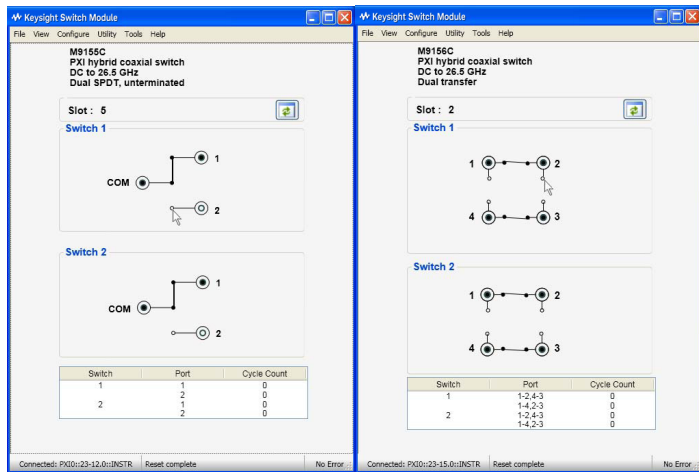 Keysight Switch Module
File View Configure Utility Tools Help
M9155C
PXI hybrid coaxial switch
DC to 26.5 GHz
Dual SPDT, unterminated
Slot : 5
Switch 1
1
COM
2
Switch 2
1
COM
2
Switch Port Cycle Count
1 1 0
2 0
2 1 0
2 0
Connected: PXI0::23-12.0::INSTR Reset complete No Error
Keysight Switch Module
File View Configure Utility Tools Help
M9156C
PXI hybrid coaxial switch
DC to 26.5 GHz
Dual transfer
Slot : 2
Switch 1
1 2
4 3
Switch 2
1 2
4 3
Switch Port Cycle Count
1 1-2,4-3 0
1-4,2-3 0
2 1-2,4-3 0
1-4,2-3 0
Connected: PXI0::23-15.0::INSTR Reset complete No Error